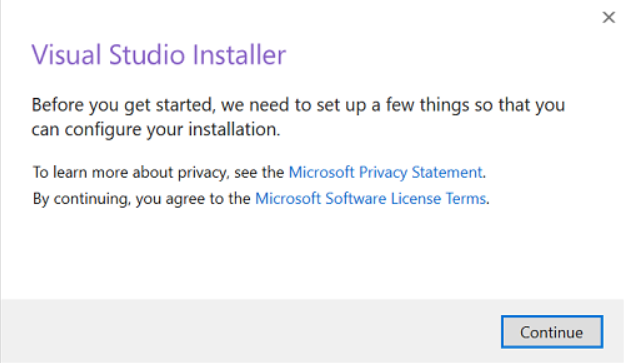 Visual Studio Installer
Before you get started, we need to set up a few things so that you
can configure your installation.
To learn more about privacy, see the Microsoft Privacy Statement.
By continuing, you agree to the Microsoft Software License Terms.
Continue